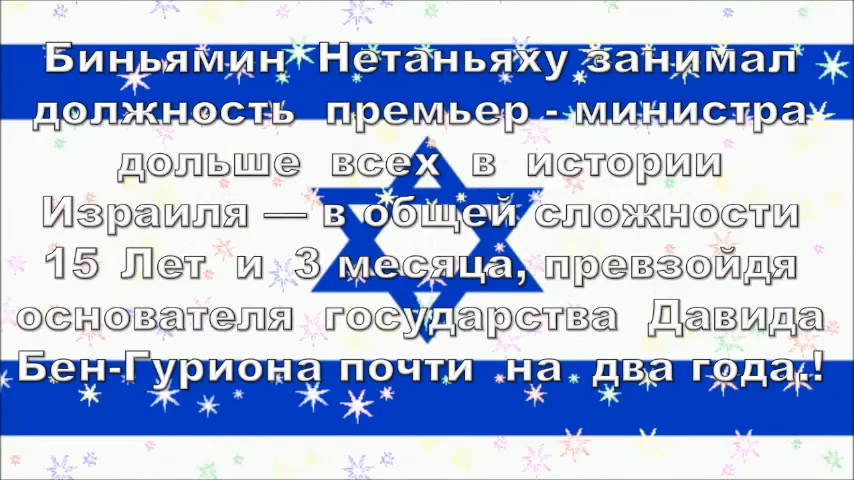 Биньямин Нетаньяху занимал
должность премьер - министра
дольше всех в истории
Израиля — в общей сложности
15 Лет и 3 месяца, превзойдя
основателя государства Давида
Бен-Гуриона почти на два года.!